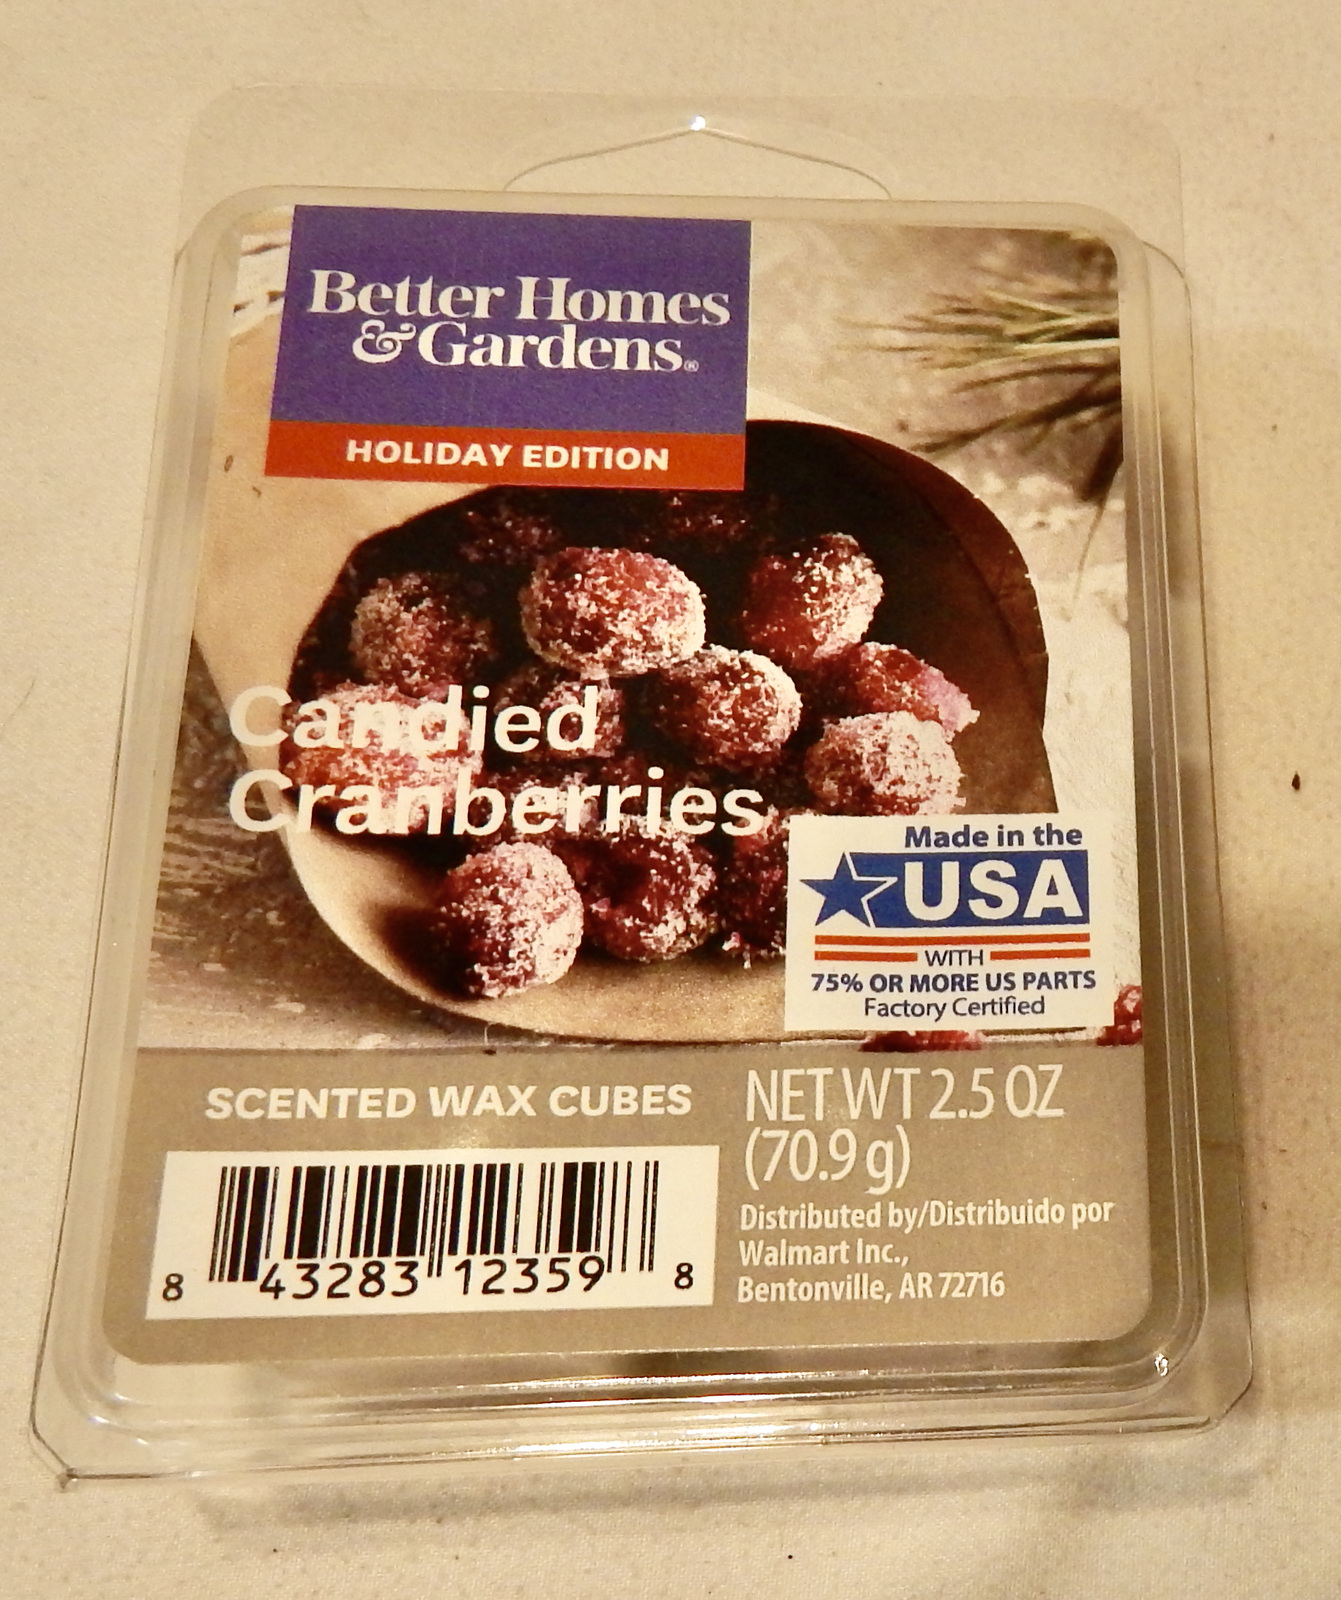 Better Homes
& Gardens®
HOLIDAY EDITION
Candied
Cranberries
Made in the
USA
WITH
75% OR MORE US PARTS
Factory Certified
SCENTED WAX CUBES
NET WT 2.5 OZ
(70.9 g)
Distributed by/Distribuido por
Walmart Inc.,
Bentonville, AR 72716
8 43283 12359 8